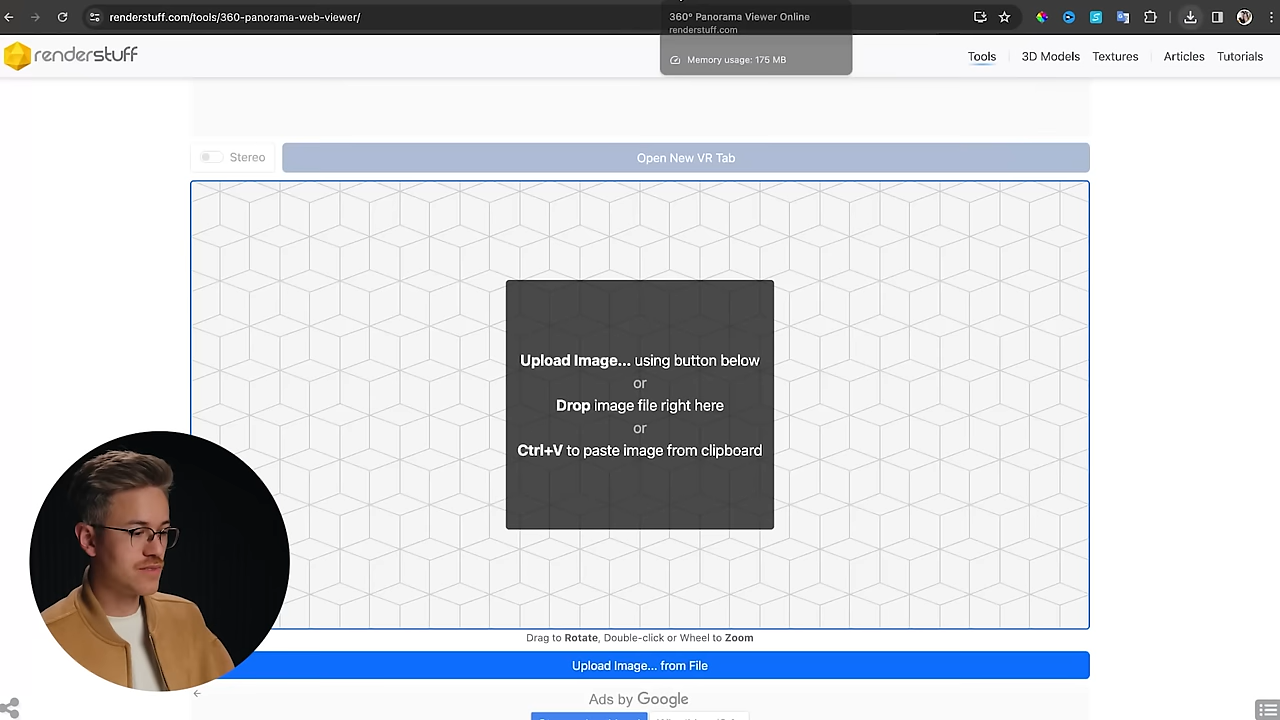 renderstuff.com/tools/360-panorama-web-viewer/
360° Panorama Viewer Online
renderstuff.com
Memory usage: 175 MB
renderstuff
Tools
3D Models
Textures
Articles
Tutorials
Stereo
Open New VR Tab
Upload Image... using button below
or
Drop image file right here
or
Ctrl+V to paste image from clipboard
Drag to Rotate, Double-click or Wheel to Zoom
Upload Image... from File
Ads by Google